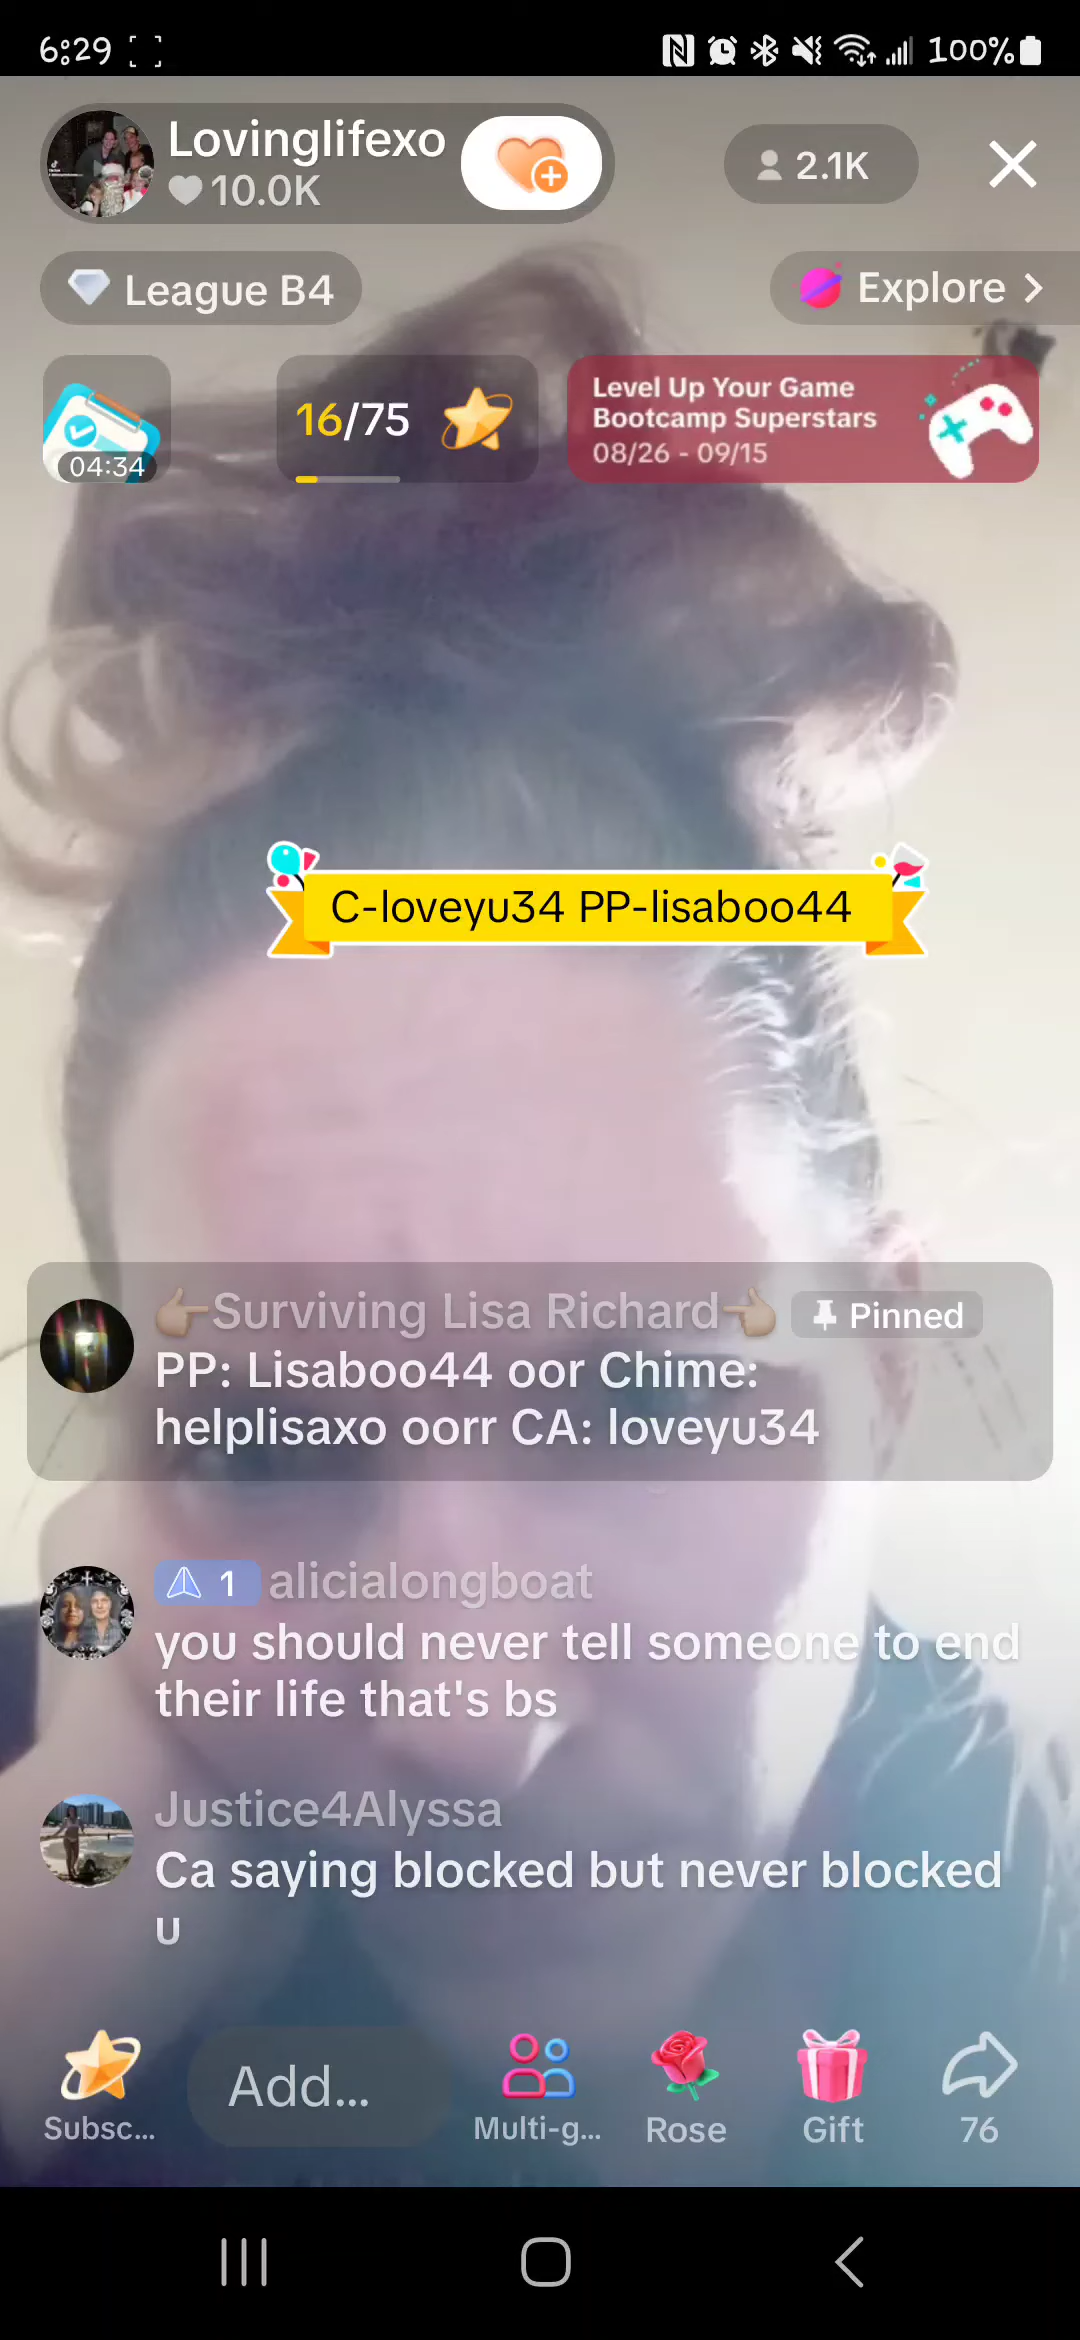 6:29
100%
Lovinglifexo
10.0K
2.1K
League B4
Explore >
04:34
16/75
Level Up Your Game
Bootcamp Superstars
08/26 - 09/15
C-loveyu34 PP-lisaboo44
👉🏼Surviving Lisa Richard👈🏼 Pinned
PP: Lisaboo44 oor Chime:
helplisaxo oorr CA: loveyu34
1 alicialongboat
you should never tell someone to end
their life that's bs
Justice4Alyssa
Ca saying blocked but never blocked
u
Add...
Subsc...
Multi-g...
Rose
Gift
76